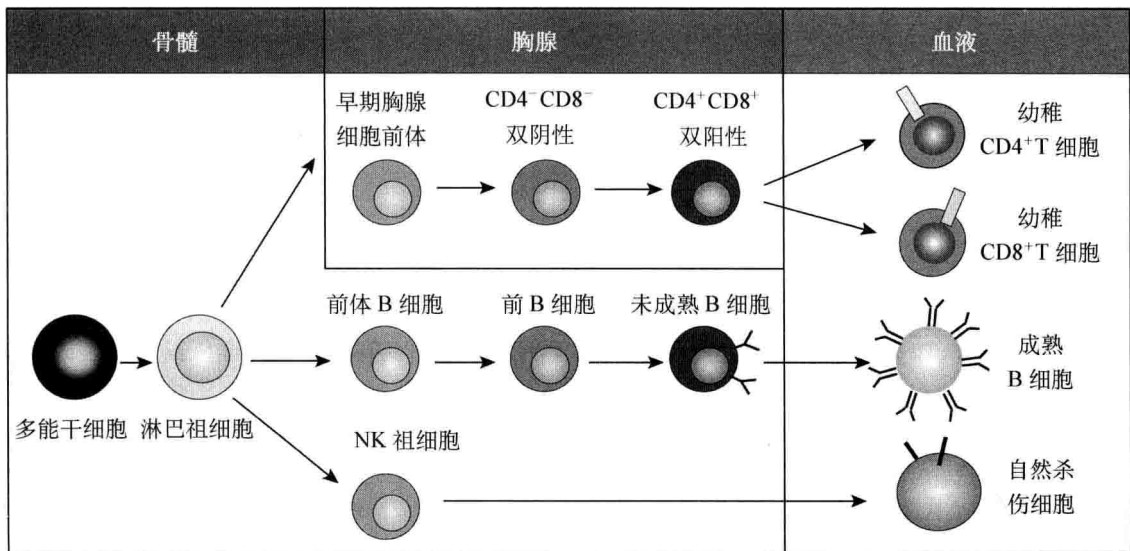 骨髓
胸腺
血液
早期胸腺
细胞前体
CD4⁻CD8⁻
双阴性
CD4⁺CD8⁺
双阳性
幼稚
CD4⁺T 细胞
幼稚
CD8⁺T 细胞
前体 B 细胞
前 B 细胞
未成熟 B 细胞
成熟
B 细胞
多能干细胞
淋巴祖细胞
NK 祖细胞
自然杀
伤细胞